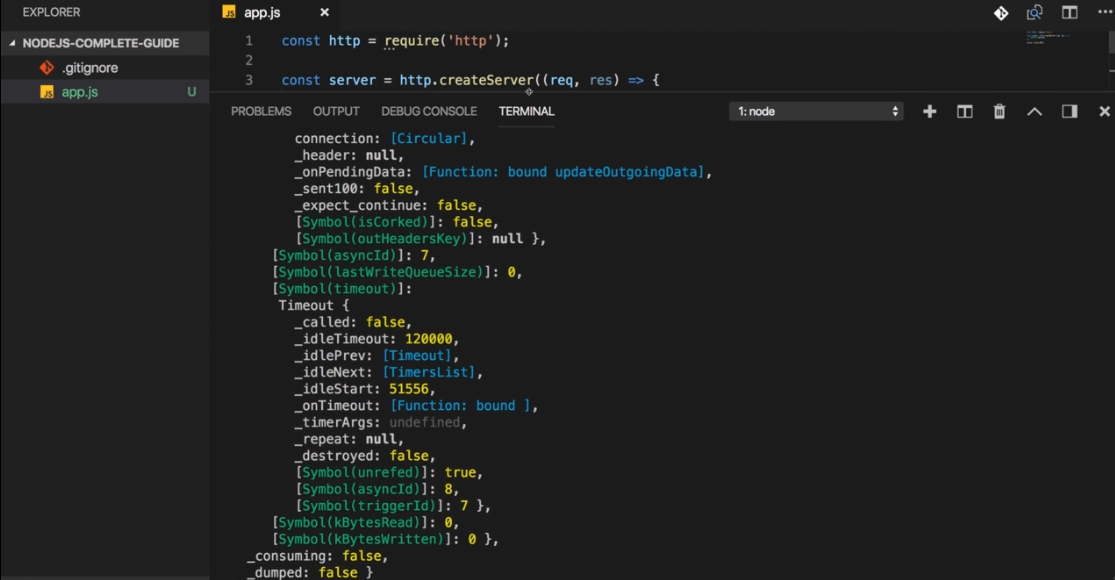 EXPLORER
app.js
NODEJS-COMPLETE-GUIDE
.gitignore
app.js U
1 const http = require('http');
2
3 const server = http.createServer((req, res) => {
PROBLEMS OUTPUT DEBUG CONSOLE TERMINAL 1: node
connection: [Circular],
_header: null,
_onPendingData: [Function: bound updateOutgoingData],
_sent100: false,
_expect_continue: false,
[Symbol(isCorked)]: false,
[Symbol(outHeadersKey)]: null },
[Symbol(asyncId)]: 7,
[Symbol(lastWriteQueueSize)]: 0,
[Symbol(timeout)]:
Timeout {
_called: false,
_idleTimeout: 120000,
_idlePrev: [Timeout],
_idleNext: [TimersList],
_idleStart: 51556,
_onTimeout: [Function: bound ],
_timerArgs: undefined,
_repeat: null,
_destroyed: false,
[Symbol(unrefed)]: true,
[Symbol(asyncId)]: 8,
[Symbol(triggerId)]: 7 },
[Symbol(kBytesRead)]: 0,
[Symbol(kBytesWritten)]: 0 },
_consuming: false,
_dumped: false }